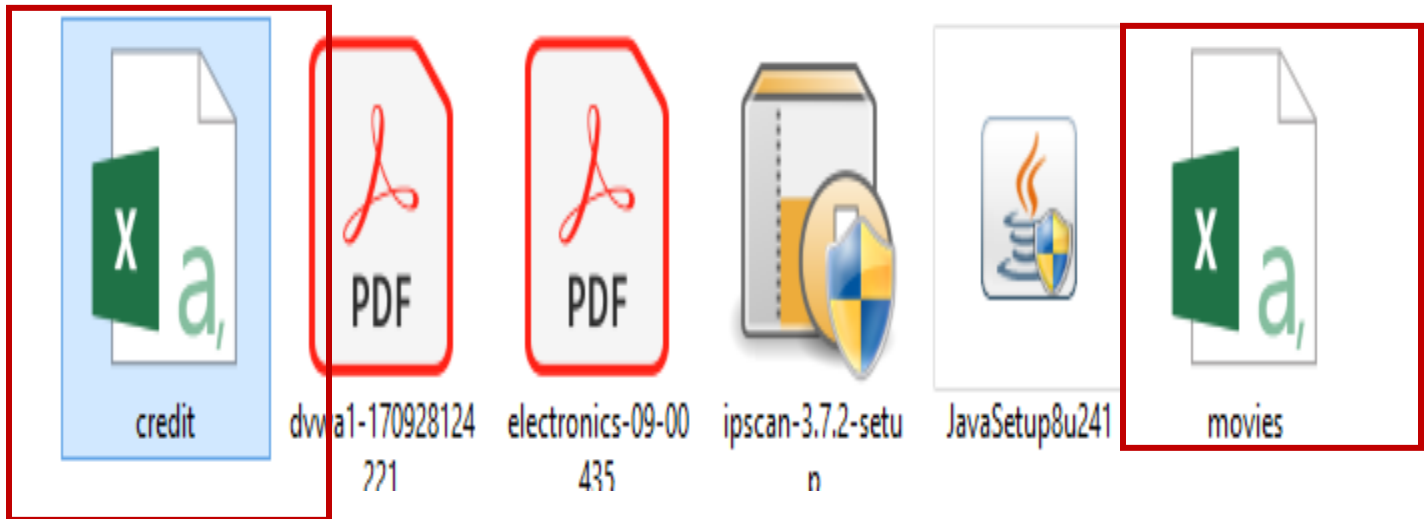 X a,
PDF
PDF
X a,
credit
dvwa1-170928124
221
electronics-09-00
435
ipscan-3.7.2-setu
p
JavaSetup8u241
movies